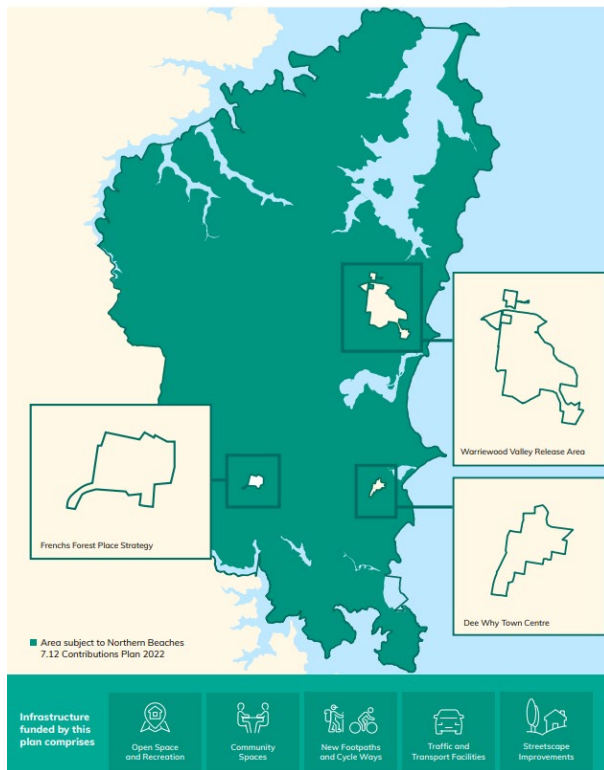 Warriewood Valley Release Area
Frenchs Forest Place Strategy
Dee Why Town Centre
Area subject to Northern Beaches
7.12 Contributions Plan 2022
Infrastructure
funded by this
plan comprises
Open Space
and Recreation
Community
Spaces
New Footpaths
and Cycle Ways
Traffic and
Transport Facilities
Streetscape
Improvements